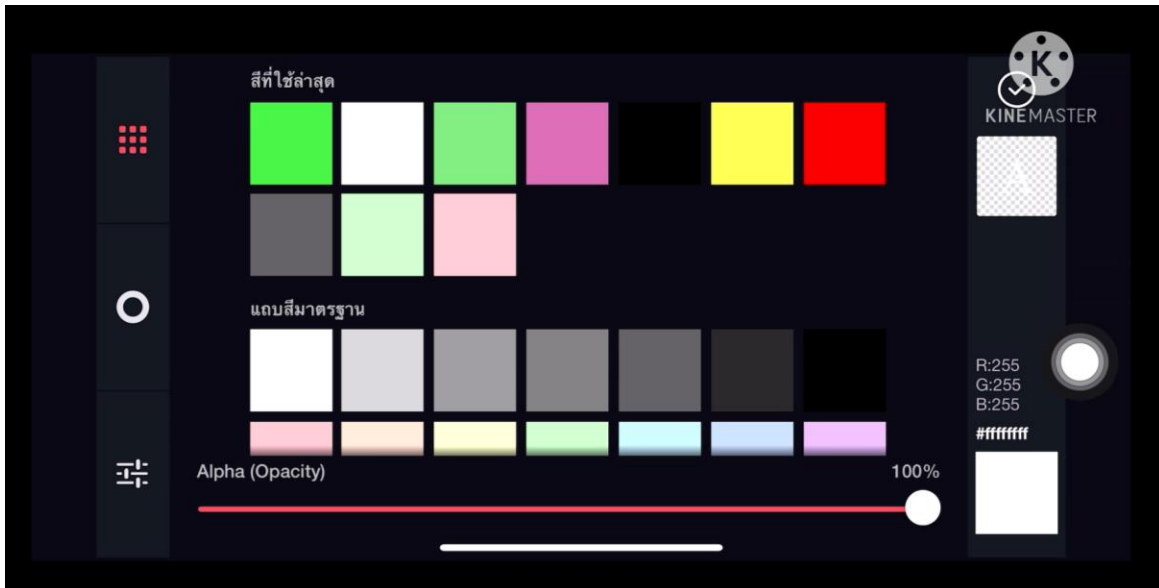 สีที่ใช้ล่าสุด
K
KINEMASTER
A
แถบสีมาตรฐาน
R:255
G:255
B:255
#ffffffff
Alpha (Opacity)
100%